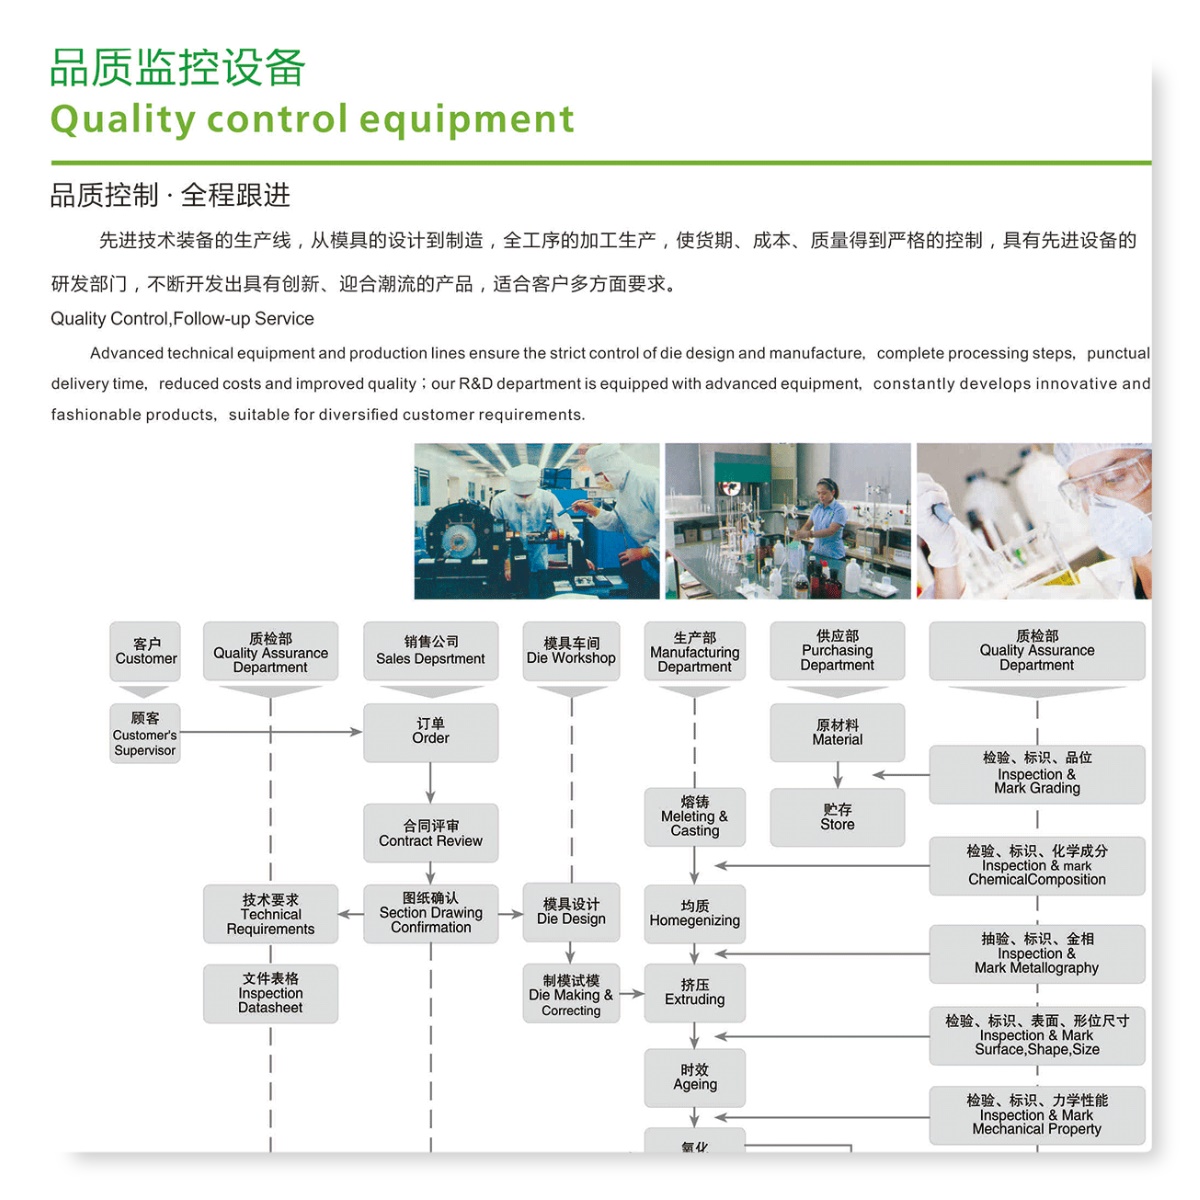 品质监控设备
Quality control equipment
品质控制·全程跟进
先进技术装备的生产线，从模具的设计到制造，全工序的加工生产，使货期、成本、质量得到严格的控制，具有先进设备的
研发部门，不断开发出具有创新、迎合潮流的产品，适合客户多方面要求。
Quality Control,Follow-up Service
Advanced technical equipment and production lines ensure the strict control of die design and manufacture, complete processing steps, punctual
delivery time, reduced costs and improved quality；our R&D department is equipped with advanced equipment, constantly develops innovative and
fashionable products, suitable for diversified customer requirements.
客户
Customer
质检部
Quality Assurance
Department
销售公司
Sales Depsrtment
模具车间
Die Workshop
生产部
Manufacturing
Department
供应部
Purchasing
Department
质检部
Quality Assurance
Department
顾客
Customer's
Supervisor
订单
Order
原材料
Material
检验、标识、品位
Inspection &
Mark Grading
熔铸
Meleting &
Casting
贮存
Store
合同评审
Contract Review
检验、标识、化学成分
Inspection & mark
ChemicalComposition
技术要求
Technical
Requirements
图纸确认
Section Drawing
Confirmation
模具设计
Die Design
均质
Homegenizing
抽验、标识、金相
Inspection &
Mark Metallography
文件表格
Inspection
Datasheet
制模试模
Die Making &
Correcting
挤压
Extruding
检验、标识、表面、形位尺寸
Inspection & Mark
Surface,Shape,Size
时效
Ageing
检验、标识、力学性能
Inspection & Mark
Mechanical Property
氧化